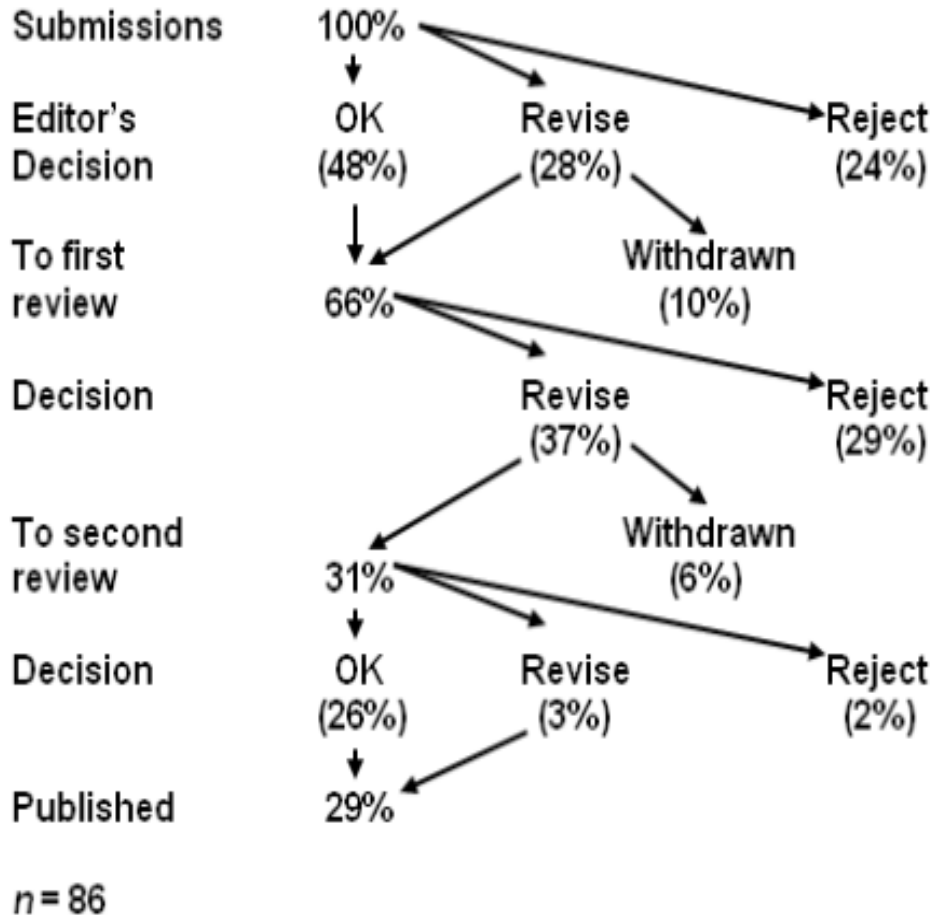 Submissions 100%
Editor's OK Revise Reject
Decision (48%) (28%) (24%)
To first Withdrawn
review 66% (10%)
Decision Revise Reject
(37%) (29%)
To second Withdrawn
review 31% (6%)
Decision OK Revise Reject
(26%) (3%) (2%)
Published 29%
n = 86